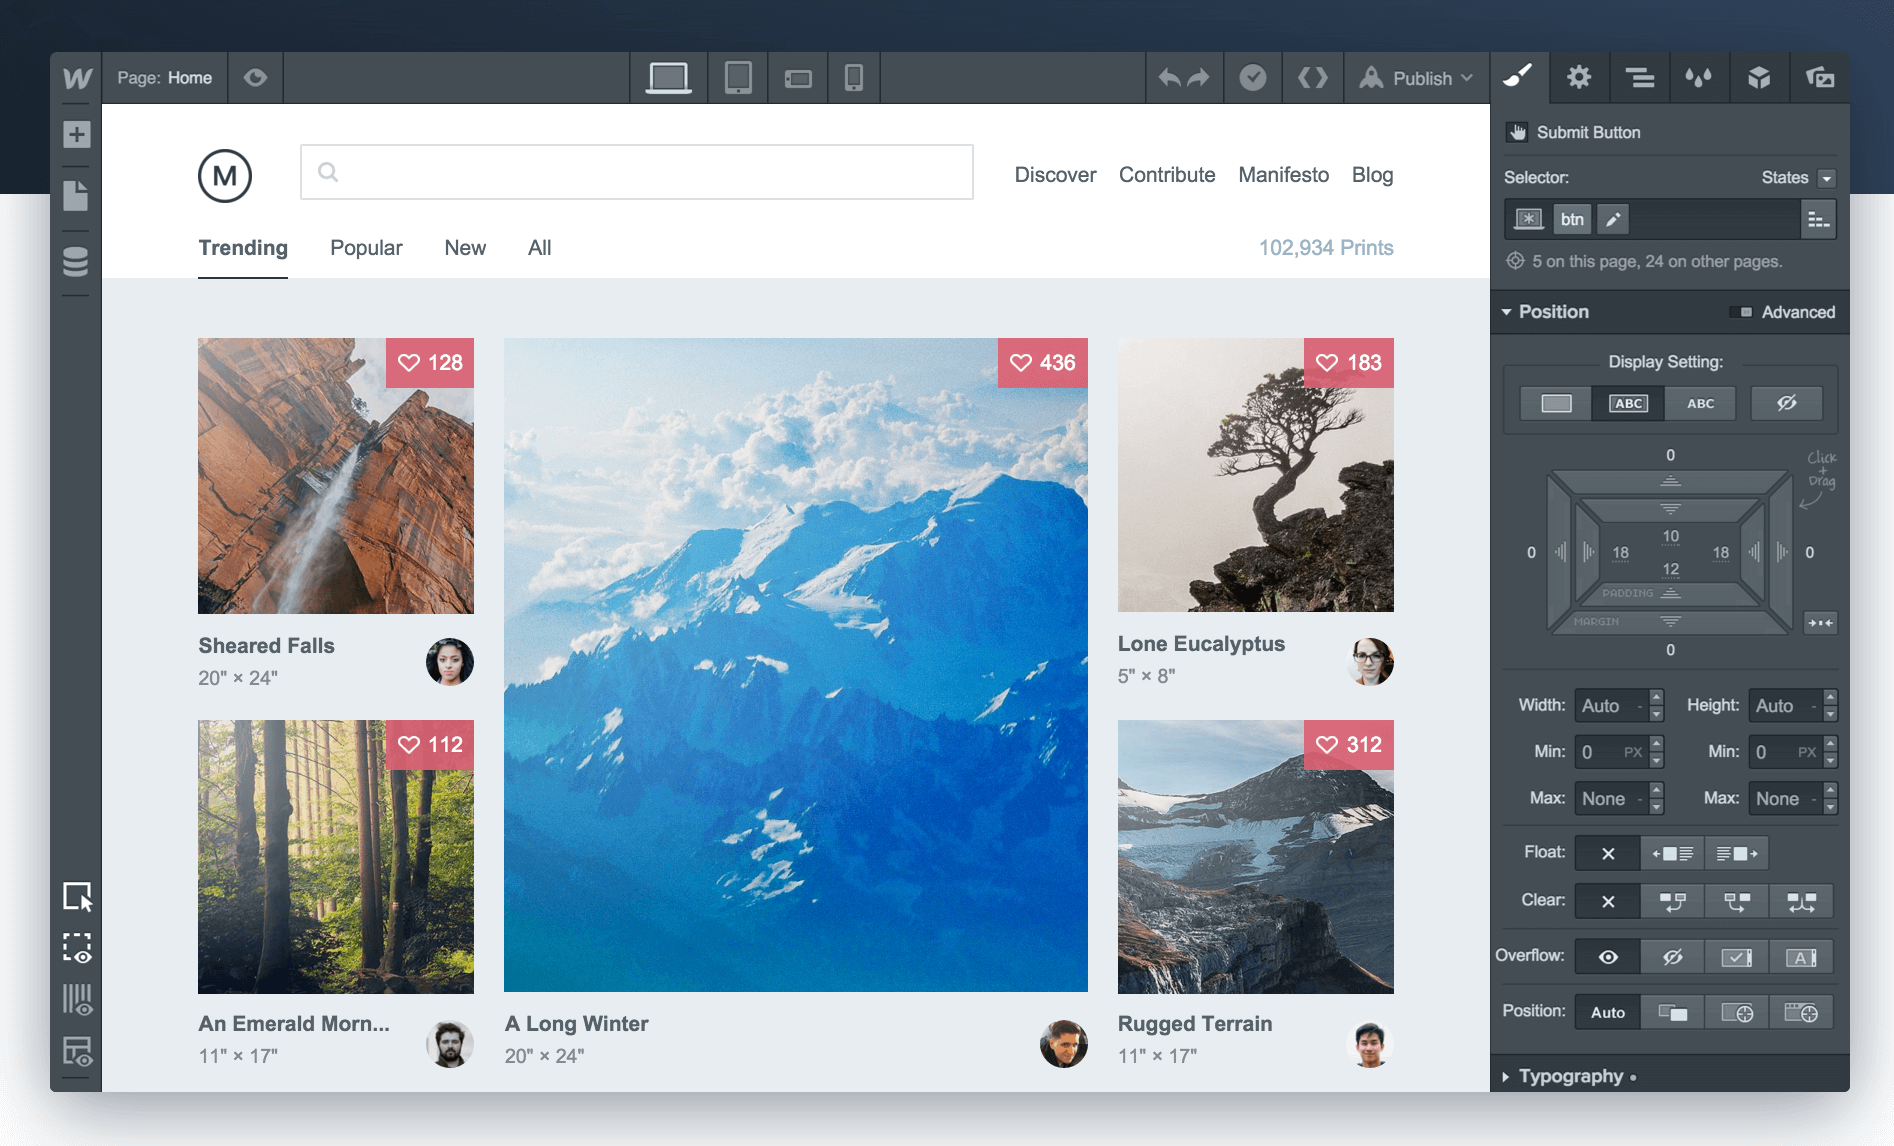 W
Page: Home
Publish
M
Discover Contribute Manifesto Blog
Trending Popular New All
102,934 Prints
128
436
183
Sheared Falls
20" × 24"
Lone Eucalyptus
5" × 8"
112
312
An Emerald Morn...
11" × 17"
A Long Winter
20" × 24"
Rugged Terrain
11" × 17"
Submit Button
Selector: States
btn
5 on this page, 24 on other pages.
Position Advanced
Display Setting:
ABC ABC
0
Click
+
Drag
10
0 18 18 0
12
PADDING
MARGIN
0
Width: Auto - Height: Auto -
Min: 0 PX Min: 0 PX
Max: None - Max: None -
Float:
Clear:
Overflow: A
Position: Auto
Typography